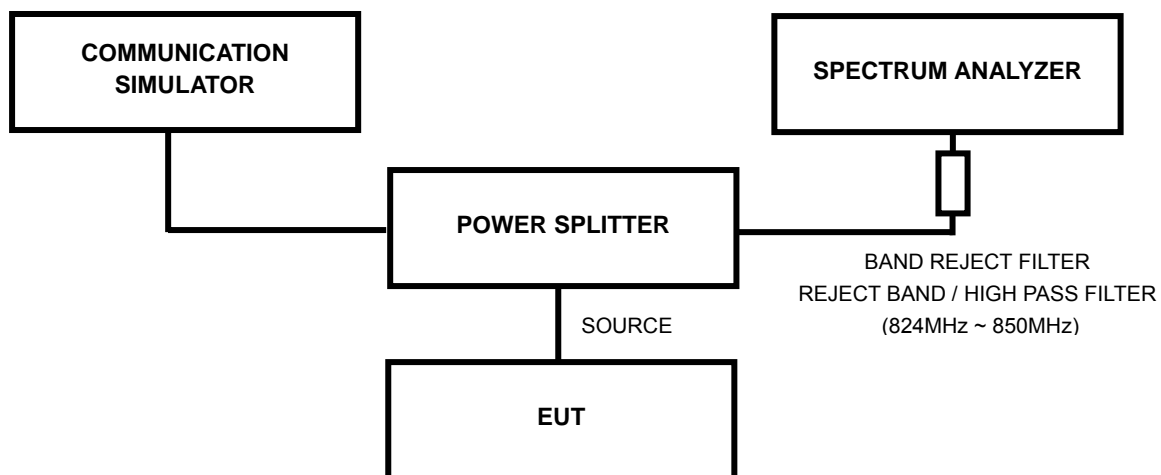 COMMUNICATION
SIMULATOR
SPECTRUM ANALYZER
POWER SPLITTER
BAND REJECT FILTER
REJECT BAND / HIGH PASS FILTER
(824MHz ~ 850MHz)
SOURCE
EUT